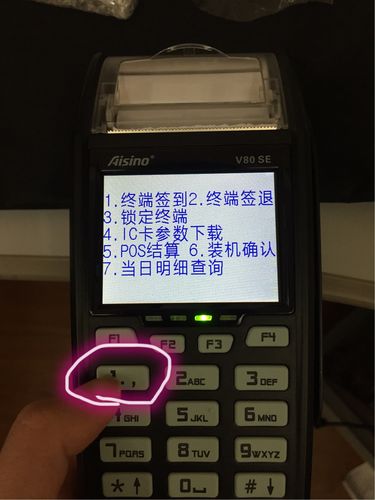 Aisino® V80 SE
1.终端签到2.终端签退
3.锁定终端
4.IC卡参数下载
5.POS结算 6.装机确认
7.当日明细查询
F1 F2 F3 F4
1., 2ABC 3DEF
GHI 5JKL 6MNO
7PQRS 8TUV 9WXYZ
*↑ 0 #↓